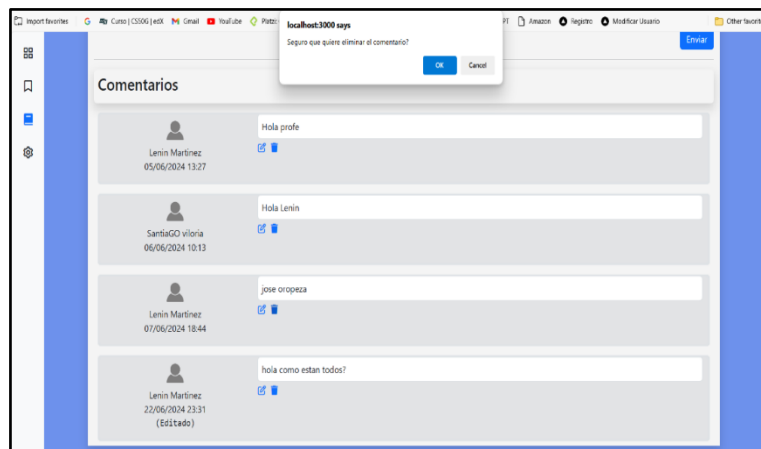 Import favorites
Curso | CS50G | edX
Gmail
YouTube
Platzi
localhost:3000 says
Amazon
Registro
Modificar Usuario
Other favorit
Seguro que quiere eliminar el comentario?
OK
Cancel
Enviar
Comentarios
Hola profe
Lenin Martinez
05/06/2024 13:27
Hola Lenin
SantiaGO viloria
06/06/2024 10:13
jose oropeza
Lenin Martinez
07/06/2024 18:44
hola como estan todos?
Lenin Martinez
22/06/2024 23:31
(Editado)